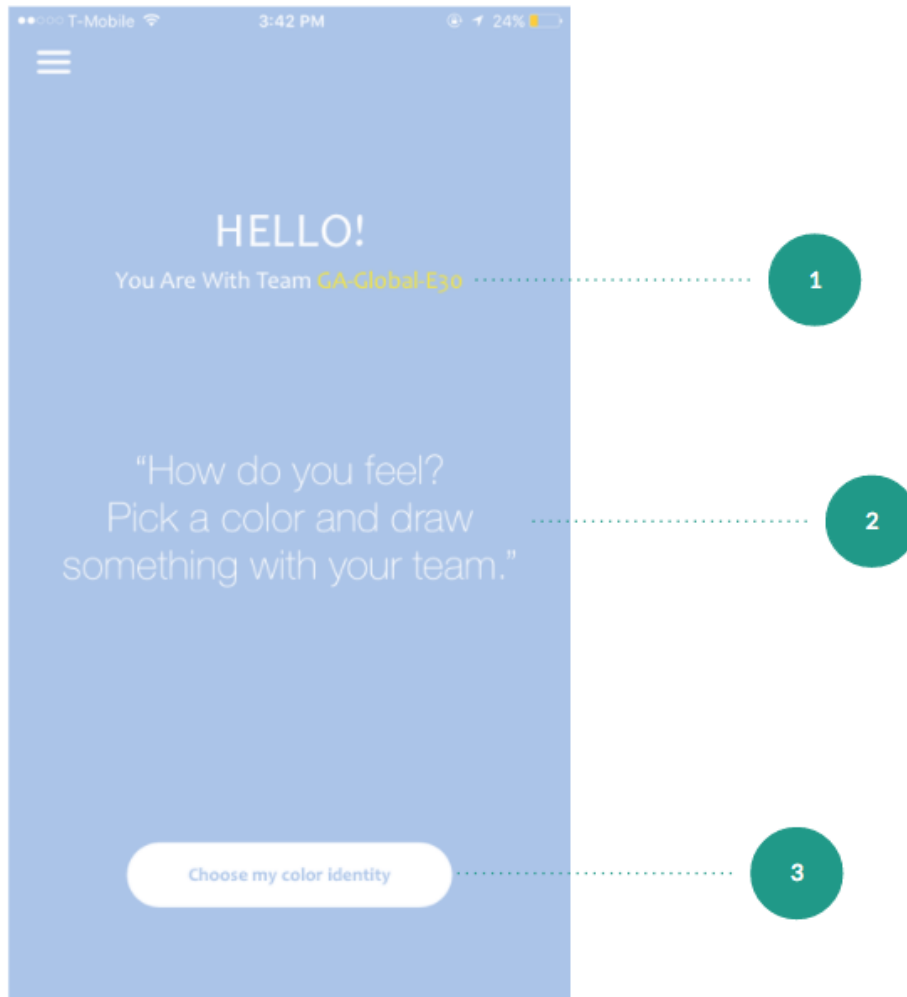 T-Mobile 3:42 PM 24%
HELLO!
You Are With Team GA-Global-E30
1
“How do you feel?
Pick a color and draw
something with your team.”
2
Choose my color identity
3